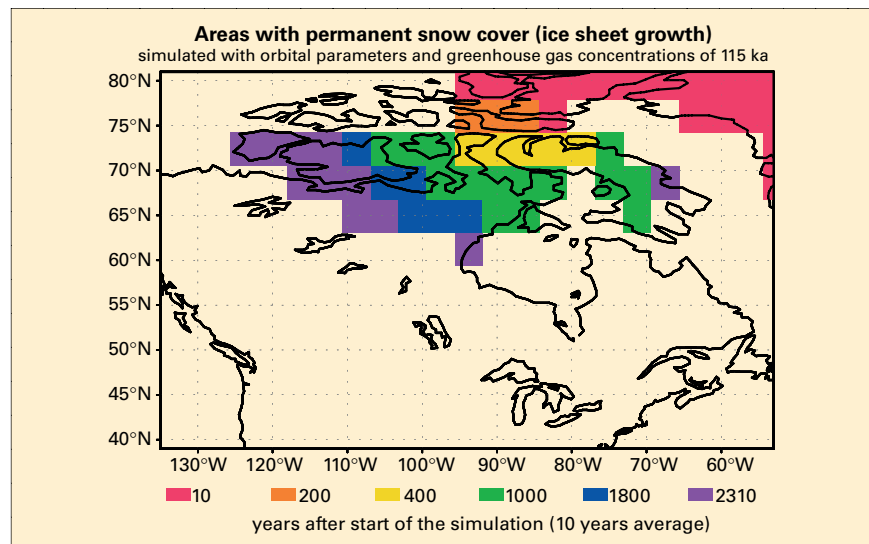 Areas with permanent snow cover (ice sheet growth)
simulated with orbital parameters and greenhouse gas concentrations of 115 ka
80°N
75°N
70°N
65°N
60°N
55°N
50°N
45°N
40°N
130°W 120°W 110°W 100°W 90°W 80°W 70°W 60°W
10 200 400 1000 1800 2310
years after start of the simulation (10 years average)